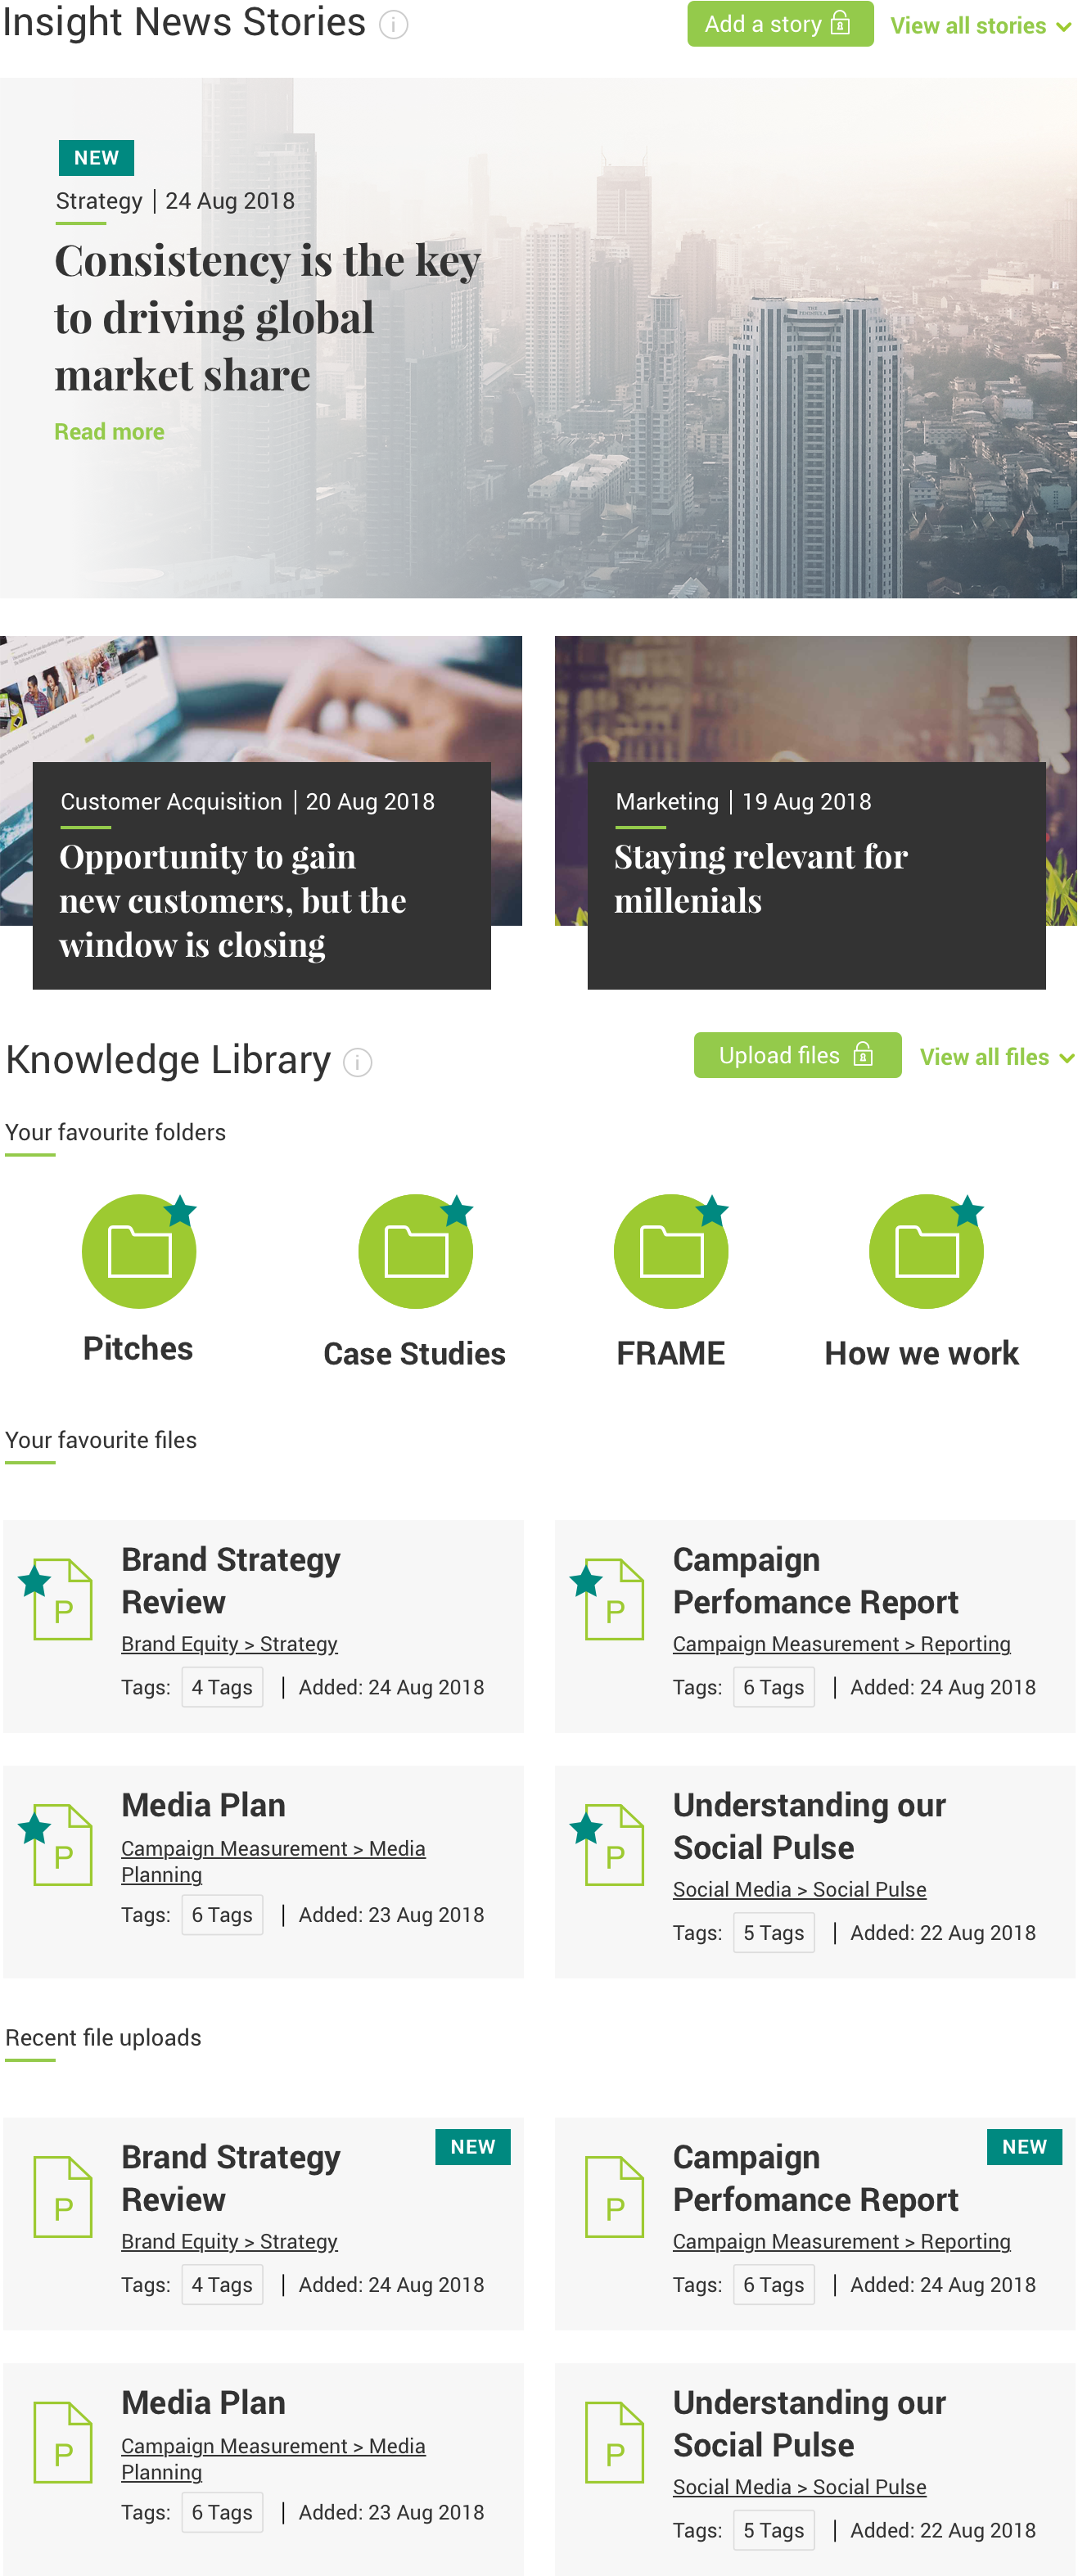 Insight News Stories
Add a story
View all stories
NEW
Strategy | 24 Aug 2018
Consistency is the key
to driving global
market share
Read more
Customer Acquisition | 20 Aug 2018
Opportunity to gain
new customers, but the
window is closing
Marketing | 19 Aug 2018
Staying relevant for
millenials
Knowledge Library
Upload files
View all files
Your favourite folders
Pitches
Case Studies
FRAME
How we work
Your favourite files
P
Brand Strategy
Review
Brand Equity > Strategy
Tags: 4 Tags | Added: 24 Aug 2018
P
Campaign
Perfomance Report
Campaign Measurement > Reporting
Tags: 6 Tags | Added: 24 Aug 2018
P
Media Plan
Campaign Measurement > Media
Planning
Tags: 6 Tags | Added: 23 Aug 2018
P
Understanding our
Social Pulse
Social Media > Social Pulse
Tags: 5 Tags | Added: 22 Aug 2018
Recent file uploads
P
Brand Strategy
Review
NEW
Brand Equity > Strategy
Tags: 4 Tags | Added: 24 Aug 2018
P
Campaign
Perfomance Report
NEW
Campaign Measurement > Reporting
Tags: 6 Tags | Added: 24 Aug 2018
P
Media Plan
Campaign Measurement > Media
Planning
Tags: 6 Tags | Added: 23 Aug 2018
P
Understanding our
Social Pulse
Social Media > Social Pulse
Tags: 5 Tags | Added: 22 Aug 2018